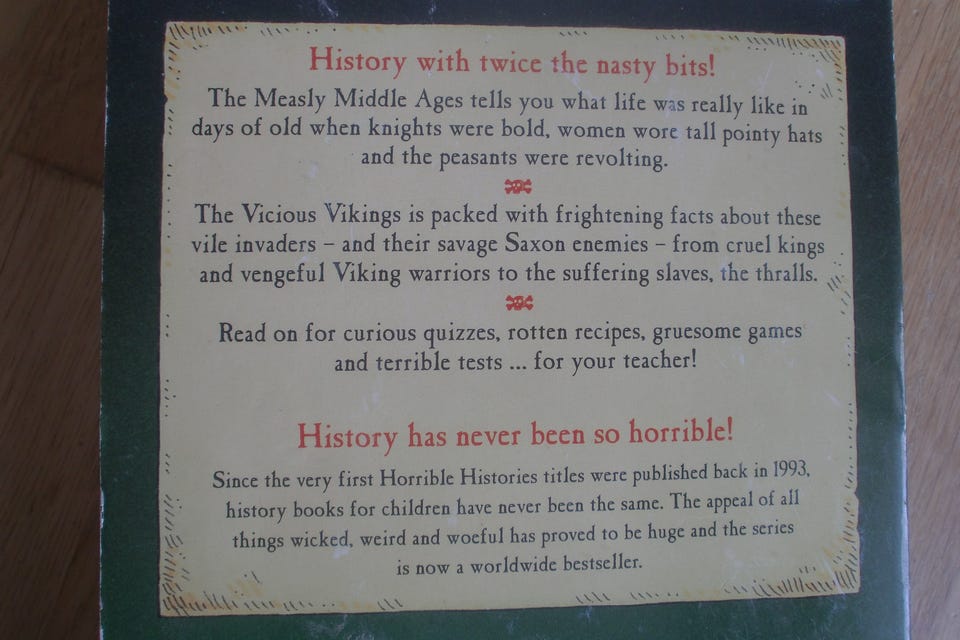 History with twice the nasty bits!
The Measly Middle Ages tells you what life was really like in
days of old when knights were bold, women wore tall pointy hats
and the peasants were revolting.
The Vicious Vikings is packed with frightening facts about these
vile invaders – and their savage Saxon enemies – from cruel kings
and vengeful Viking warriors to the suffering slaves, the thralls.
Read on for curious quizzes, rotten recipes, gruesome games
and terrible tests ... for your teacher!
History has never been so horrible!
Since the very first Horrible Histories titles were published back in 1993,
history books for children have never been the same. The appeal of all
things wicked, weird and woeful has proved to be huge and the series
is now a worldwide bestseller.